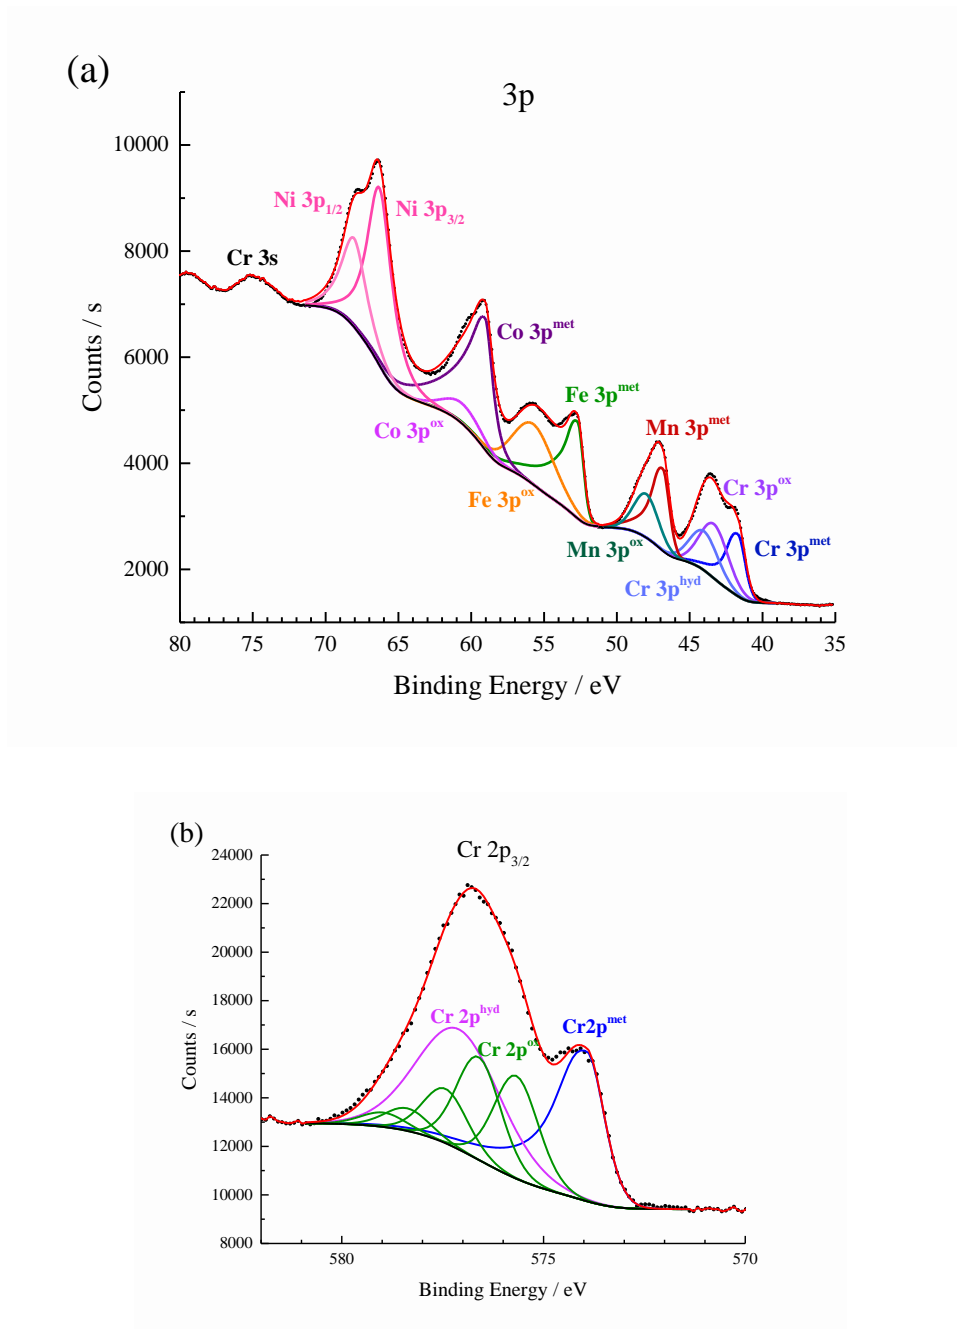 (a)
3p
10000
8000
6000
4000
2000
Counts / s
Ni 3p1/2
Ni 3p3/2
Cr 3s
Co 3pmet
Co 3pox
Fe 3pmet
Fe 3pox
Mn 3pmet
Mn 3pox
Cr 3pox
Cr 3pmet
Cr 3phyd
80 75 70 65 60 55 50 45 40 35
Binding Energy / eV
(b)
Cr 2p3/2
24000
22000
20000
18000
16000
14000
12000
10000
8000
Counts / s
Cr 2phyd
Cr 2pox
Cr2pmet
580 575 570
Binding Energy / eV